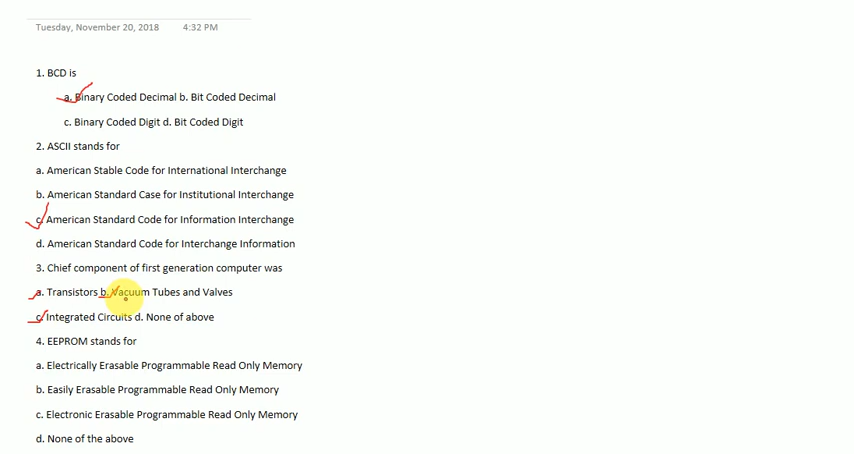 Tuesday, November 20, 2018 4:32 PM
1. BCD is
a. Binary Coded Decimal b. Bit Coded Decimal
c. Binary Coded Digit d. Bit Coded Digit
2. ASCII stands for
a. American Stable Code for International Interchange
b. American Standard Case for Institutional Interchange
c. American Standard Code for Information Interchange
d. American Standard Code for Interchange Information
3. Chief component of first generation computer was
a. Transistors b. Vacuum Tubes and Valves
c. Integrated Circuits d. None of above
4. EEPROM stands for
a. Electrically Erasable Programmable Read Only Memory
b. Easily Erasable Programmable Read Only Memory
c. Electronic Erasable Programmable Read Only Memory
d. None of the above